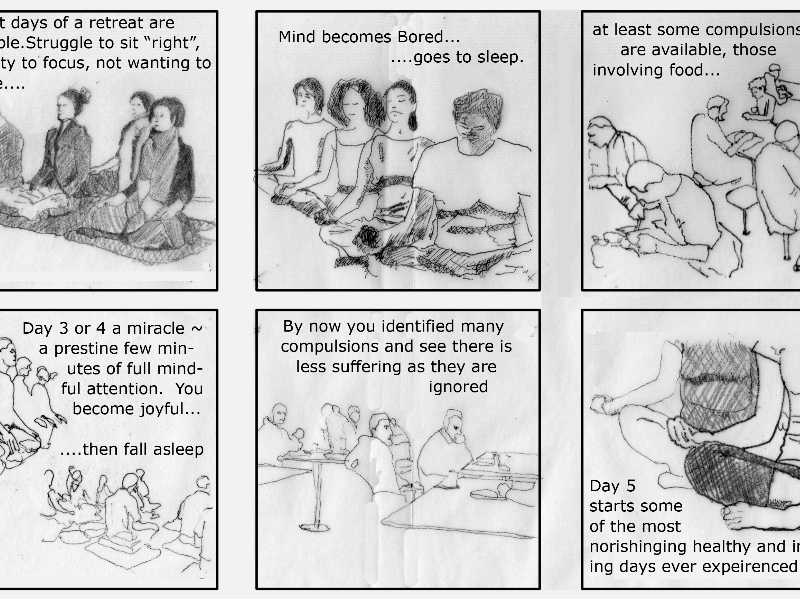 t days of a retreat are
ble.Struggle to sit “right”,
ty to focus, not wanting to
e....
Mind becomes Bored...
....goes to sleep.
at least some compulsions
are available, those
involving food...
Day 3 or 4 a miracle ~
a prestine few min-
utes of full mind-
ful attention. You
become joyful...
....then fall asleep
By now you identified many
compulsions and see there is
less suffering as they are
ignored
Day 5
starts some
of the most
norishinging healthy and in
ing days ever expeirenced